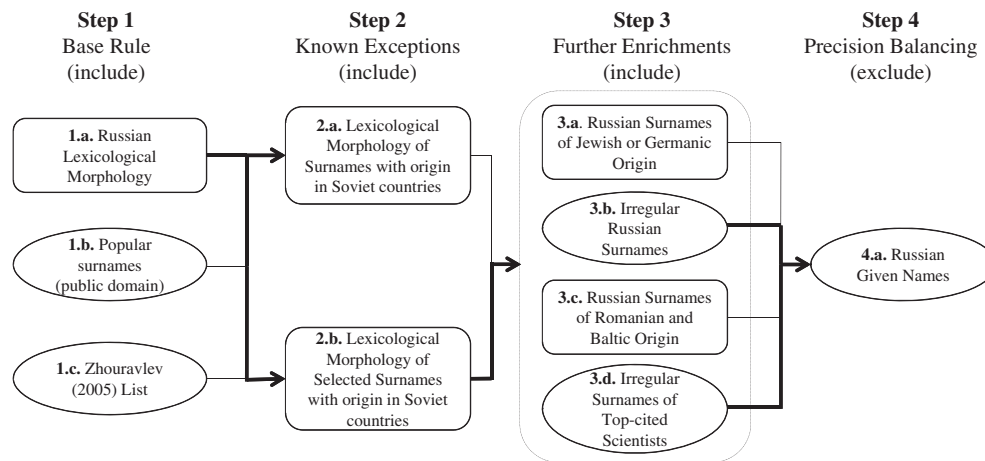 Step 1
Base Rule
(include)
Step 2
Known Exceptions
(include)
Step 3
Further Enrichments
(include)
Step 4
Precision Balancing
(exclude)
1.a. Russian
Lexicological
Morphology
1.b. Popular
surnames
(public domain)
1.c. Zhouravlev
(2005) List
2.a. Lexicological
Morphology of
Surnames with origin
in Soviet countries
2.b. Lexicological
Morphology of
Selected Surnames
with origin in Soviet
countries
3.a. Russian Surnames
of Jewish or Germanic
Origin
3.b. Irregular
Russian
Surnames
3.c. Russian Surnames
of Romanian and
Baltic Origin
3.d. Irregular
Surnames of
Top-cited
Scientists
4.a. Russian
Given Names